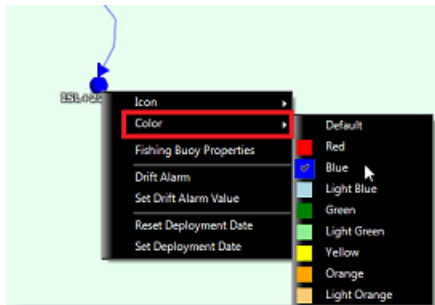 Icon
Color
Fishing Buoy Properties
Drift Alarm
Set Drift Alarm Value
Reset Deployment Date
Set Deployment Date
Default
Red
Blue
Light Blue
Green
Light Green
Yellow
Orange
Light Orange